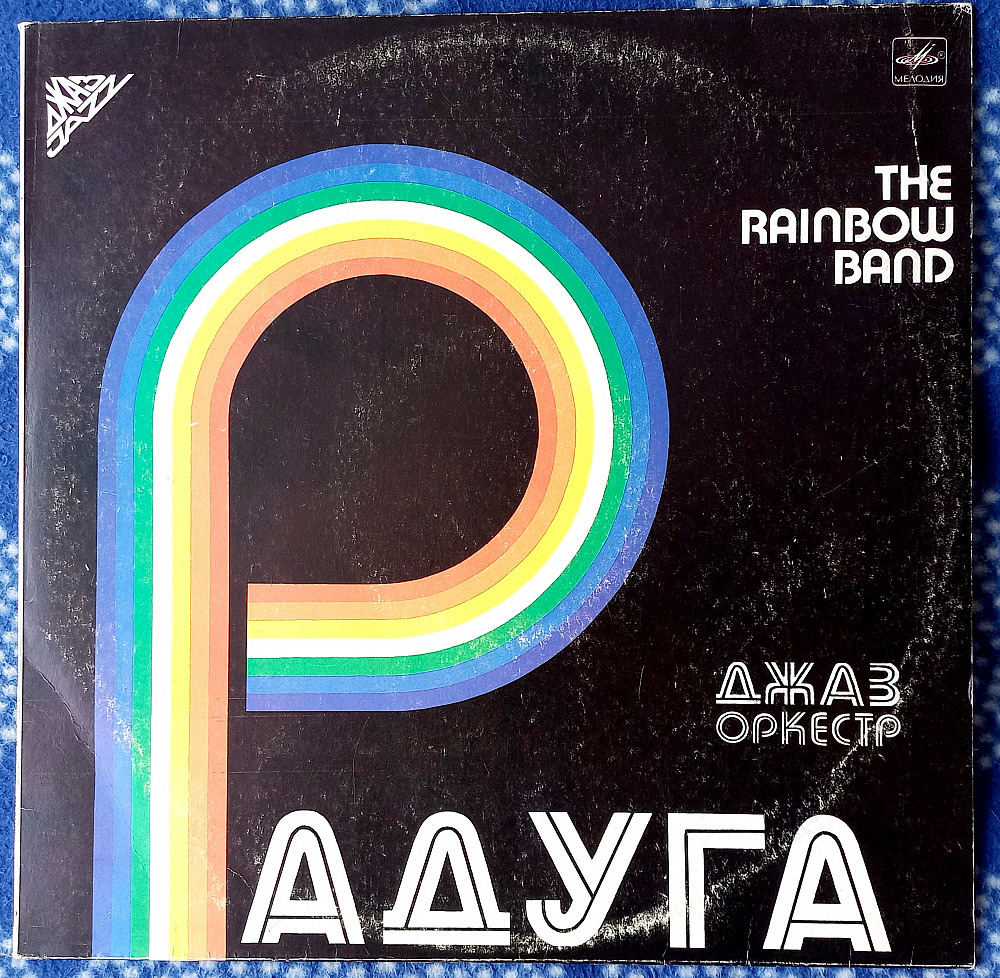 ДЖАЗ
JAZZ
МЕЛОДИЯ
THE
RAINBOW
BAND
ДЖАЗ
ОРКЕСТР
РАДУГА